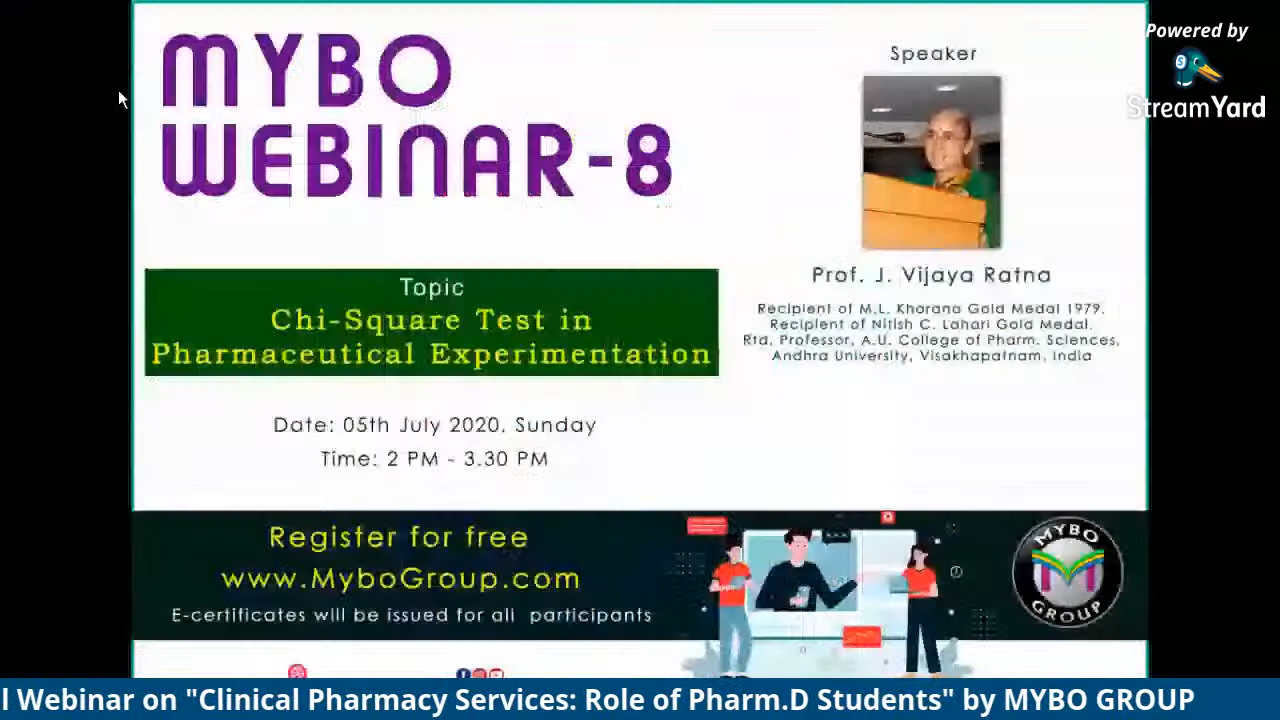 MYBO
WEBINAR-8
Topic
Chi-Square Test in
Pharmaceutical Experimentation
Date: 05th July 2020, Sunday
Time: 2 PM - 3.30 PM
Speaker
Prof. J. Vijaya Ratna
Recipient of M.L. Khorana Gold Medal 1979.
Recipient of Nitish C. Lahari Gold Medal.
Rtd, Professor, A.U. College of Pharm. Sciences,
Andhra University, Visakhapatnam, India
Powered by
StreamYard
Register for free
www.MyboGroup.com
E-certificates will be issued for all participants
MYBO
GROUP
l Webinar on "Clinical Pharmacy Services: Role of Pharm.D Students" by MYBO GROUP